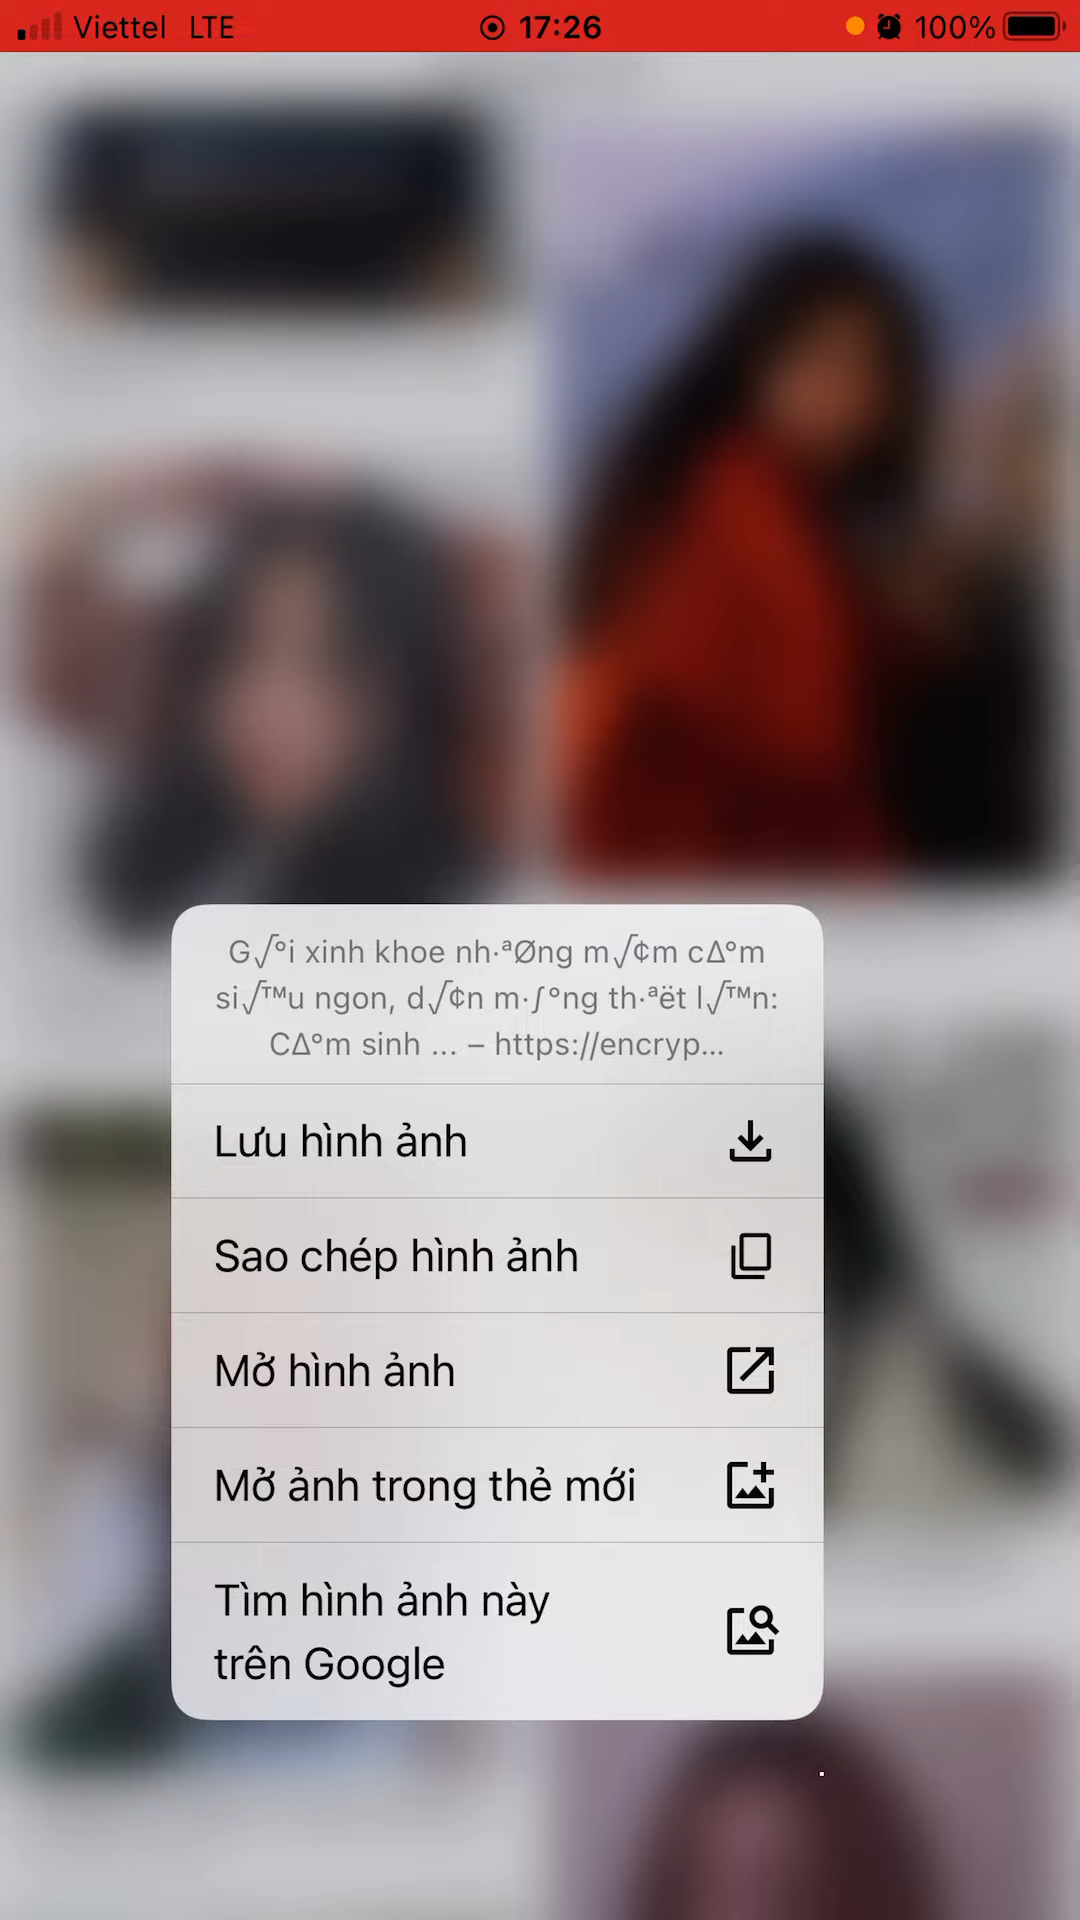 Viettel LTE 17:26 100%
G√°i xinh khoe nh·ªØng m√¢m cΔ°m
si√™u ngon, d√¢n m·∫°ng th·ªët l√™n:
CΔ°m sinh ... – https://encryp...
Lưu hình ảnh
Sao chép hình ảnh
Mở hình ảnh
Mở ảnh trong thẻ mới
Tìm hình ảnh này
trên Google